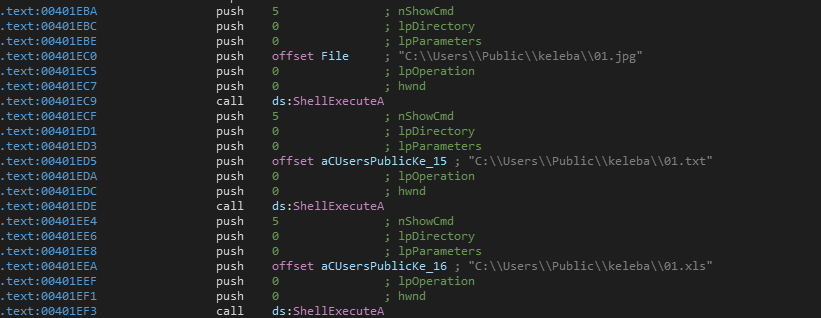 .text:00401EBA push 5 ; nShowCmd
.text:00401EBC push 0 ; lpDirectory
.text:00401EBE push 0 ; lpParameters
.text:00401EC0 push offset File ; "C:\\Users\\Public\\keleba\\01.jpg"
.text:00401EC5 push 0 ; lpOperation
.text:00401EC7 push 0 ; hwnd
.text:00401EC9 call ds:ShellExecuteA
.text:00401ECF push 5 ; nShowCmd
.text:00401ED1 push 0 ; lpDirectory
.text:00401ED3 push 0 ; lpParameters
.text:00401ED5 push offset aCUsersPublicKe_15 ; "C:\\Users\\Public\\keleba\\01.txt"
.text:00401EDA push 0 ; lpOperation
.text:00401EDC push 0 ; hwnd
.text:00401EDE call ds:ShellExecuteA
.text:00401EE4 push 5 ; nShowCmd
.text:00401EE6 push 0 ; lpDirectory
.text:00401EE8 push 0 ; lpParameters
.text:00401EEA push offset aCUsersPublicKe_16 ; "C:\\Users\\Public\\keleba\\01.xls"
.text:00401EEF push 0 ; lpOperation
.text:00401EF1 push 0 ; hwnd
.text:00401EF3 call ds:ShellExecuteA